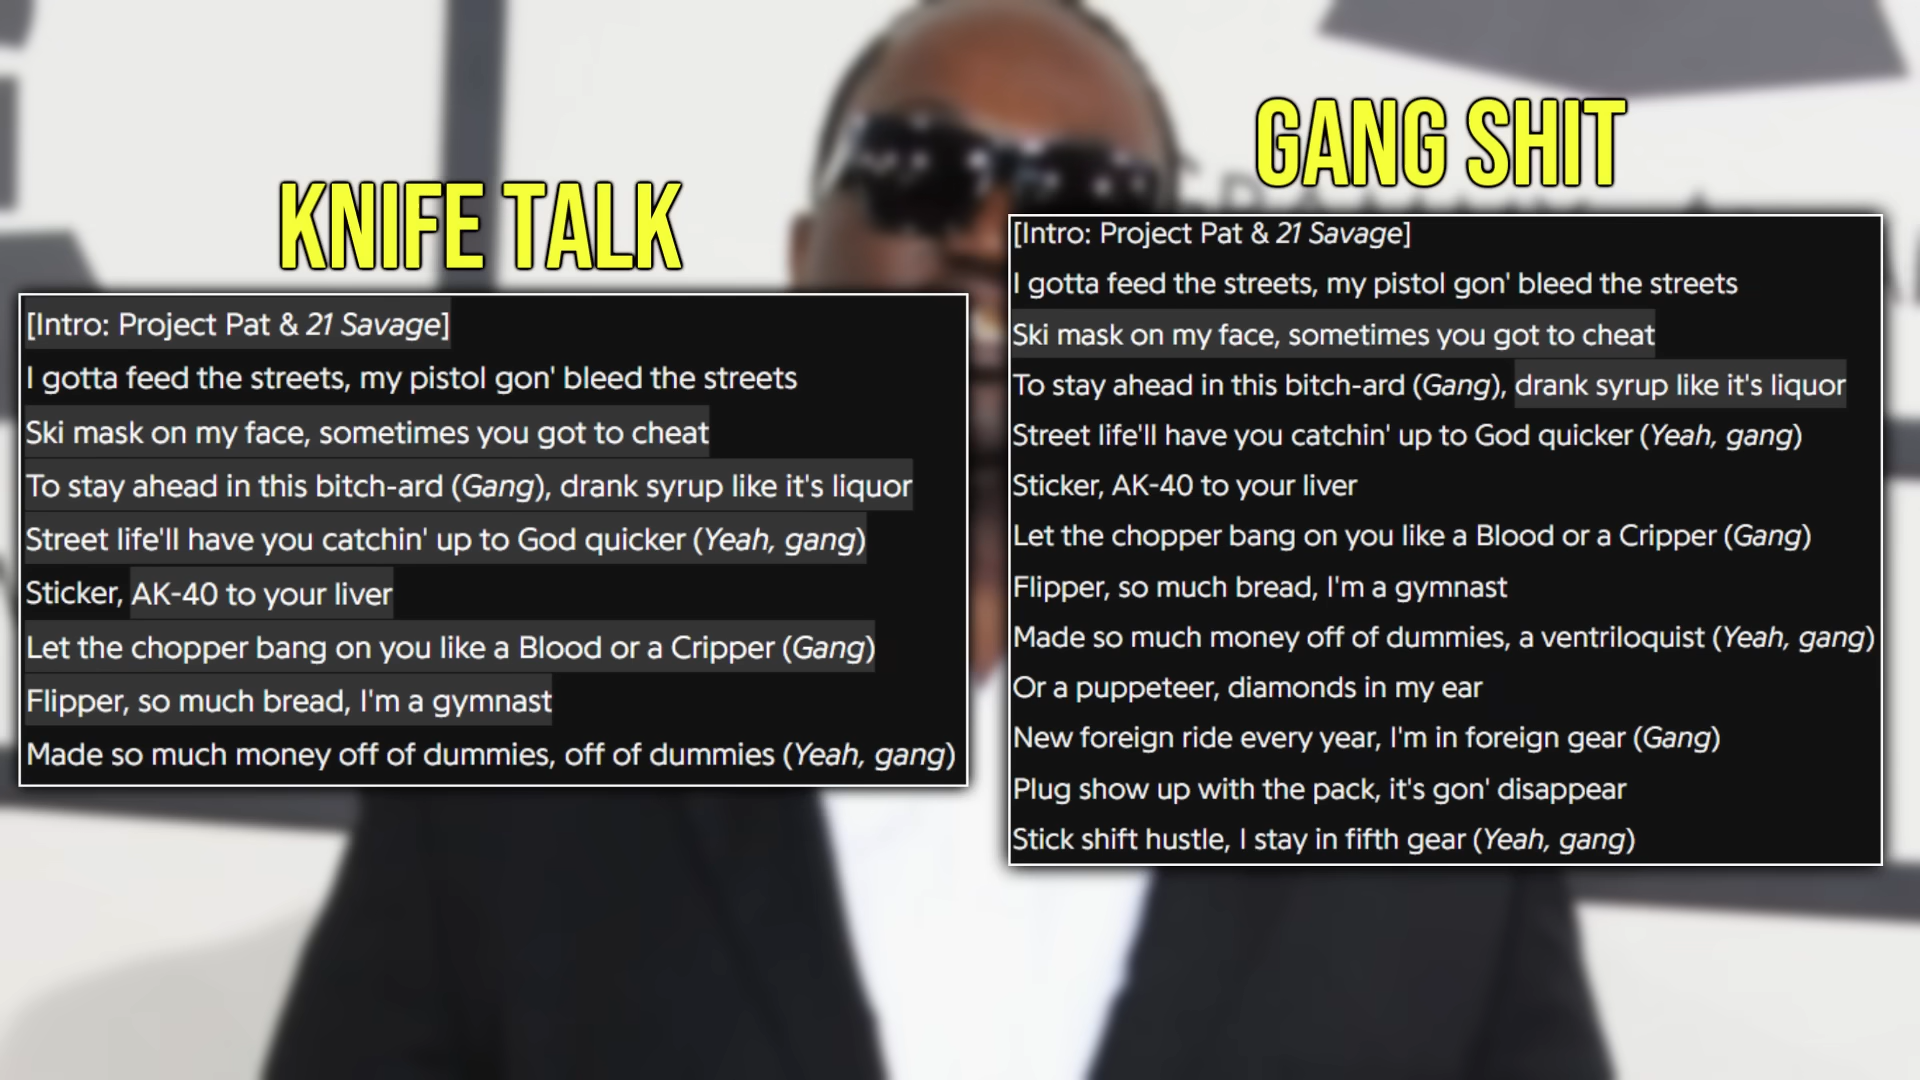 KNIFE TALK
[Intro: Project Pat & 21 Savage]
I gotta feed the streets, my pistol gon' bleed the streets
Ski mask on my face, sometimes you got to cheat
To stay ahead in this bitch-ard (Gang), drank syrup like it's liquor
Street life'll have you catchin' up to God quicker (Yeah, gang)
Sticker, AK-40 to your liver
Let the chopper bang on you like a Blood or a Cripper (Gang)
Flipper, so much bread, I'm a gymnast
Made so much money off of dummies, off of dummies (Yeah, gang)
GANG SHIT
[Intro: Project Pat & 21 Savage]
I gotta feed the streets, my pistol gon' bleed the streets
Ski mask on my face, sometimes you got to cheat
To stay ahead in this bitch-ard (Gang), drank syrup like it's liquor
Street life'll have you catchin' up to God quicker (Yeah, gang)
Sticker, AK-40 to your liver
Let the chopper bang on you like a Blood or a Cripper (Gang)
Flipper, so much bread, I'm a gymnast
Made so much money off of dummies, a ventriloquist (Yeah, gang)
Or a puppeteer, diamonds in my ear
New foreign ride every year, I'm in foreign gear (Gang)
Plug show up with the pack, it's gon' disappear
Stick shift hustle, I stay in fifth gear (Yeah, gang)